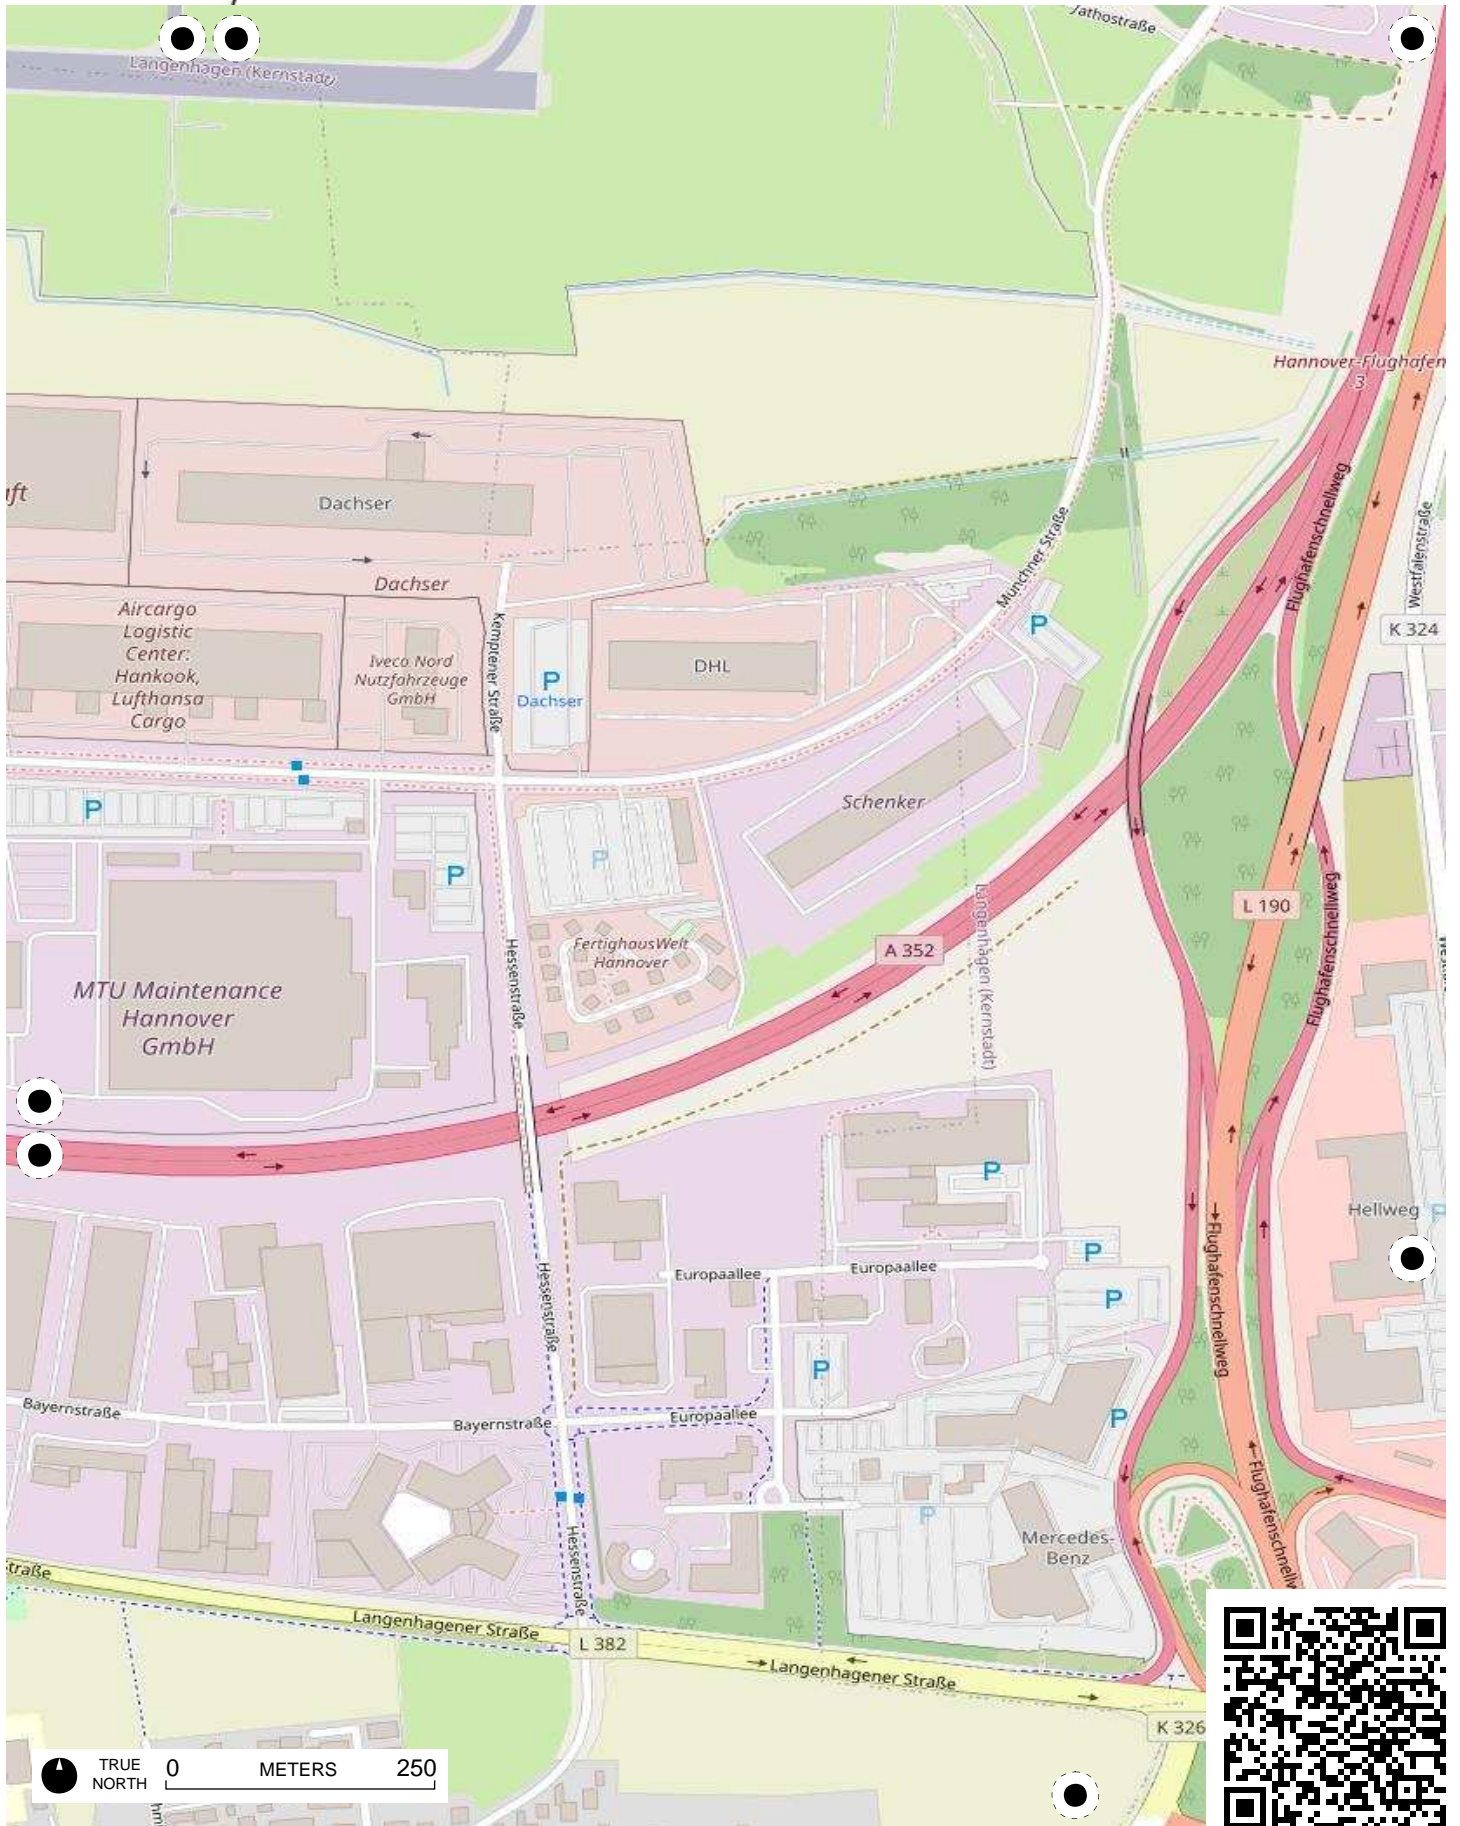 Jathostraße
Langenhagen (Kernstadt)
Hannover-Flughafen
3
Flughafenschnellweg
Westfalenstraße
Dachser
Münchner Straße
Dachser
Flughafenschnellweg
Aircargo
Logistic
Center:
Hankook,
Lufthansa
Cargo
Kemptener Straße
P
K 324
Iveco Nord
Nutzfahrzeuge
GmbH
DHL
P
Dachser
P
Schenker
P
P
Flughafenschnellweg
L 190
Langenhagen (Kernstadt)
Hessenstraße
FertighausWelt
Hannover
A 352
MTU Maintenance
Hannover
GmbH
P
Hellweg
P
Flughafenschnellweg
P
Europaallee
Europaallee
Hessenstraße
P
P
Bayernstraße
Bayernstraße
Europaallee
P
Flughafenschnellw
P
Mercedes-
Benz
Hessenstraße
traße
Langenhagener Straße
L 382
Langenhagener Straße
K 326
TRUE
NORTH
0
METERS
250